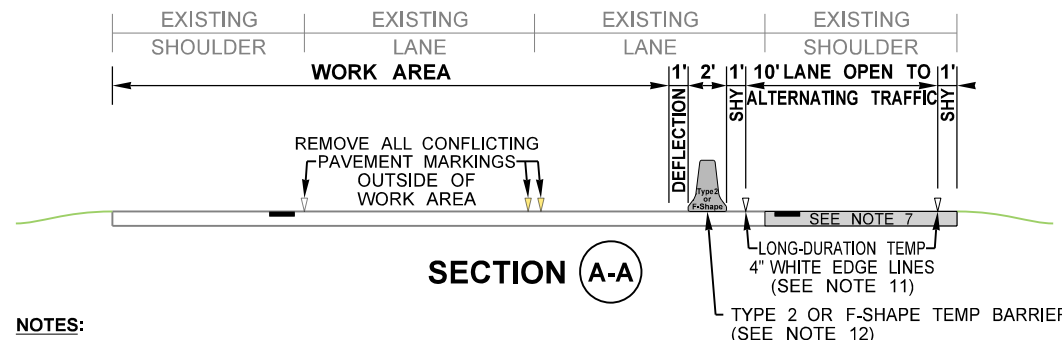 EXISTING EXISTING EXISTING EXISTING
SHOULDER LANE LANE SHOULDER
WORK AREA 1' 2' 1' 10' LANE OPEN TO 1'
ALTERNATING TRAFFIC
DEFLECTION
SHY
SHY
REMOVE ALL CONFLICTING
PAVEMENT MARKINGS
OUTSIDE OF
WORK AREA
Type 2
or
F-Shape
SEE NOTE 7
LONG-DURATION TEMP
4" WHITE EDGE LINES
(SEE NOTE 11)
SECTION A-A
TYPE 2 OR F-SHAPE TEMP BARRIER
(SEE NOTE 12)
NOTES: